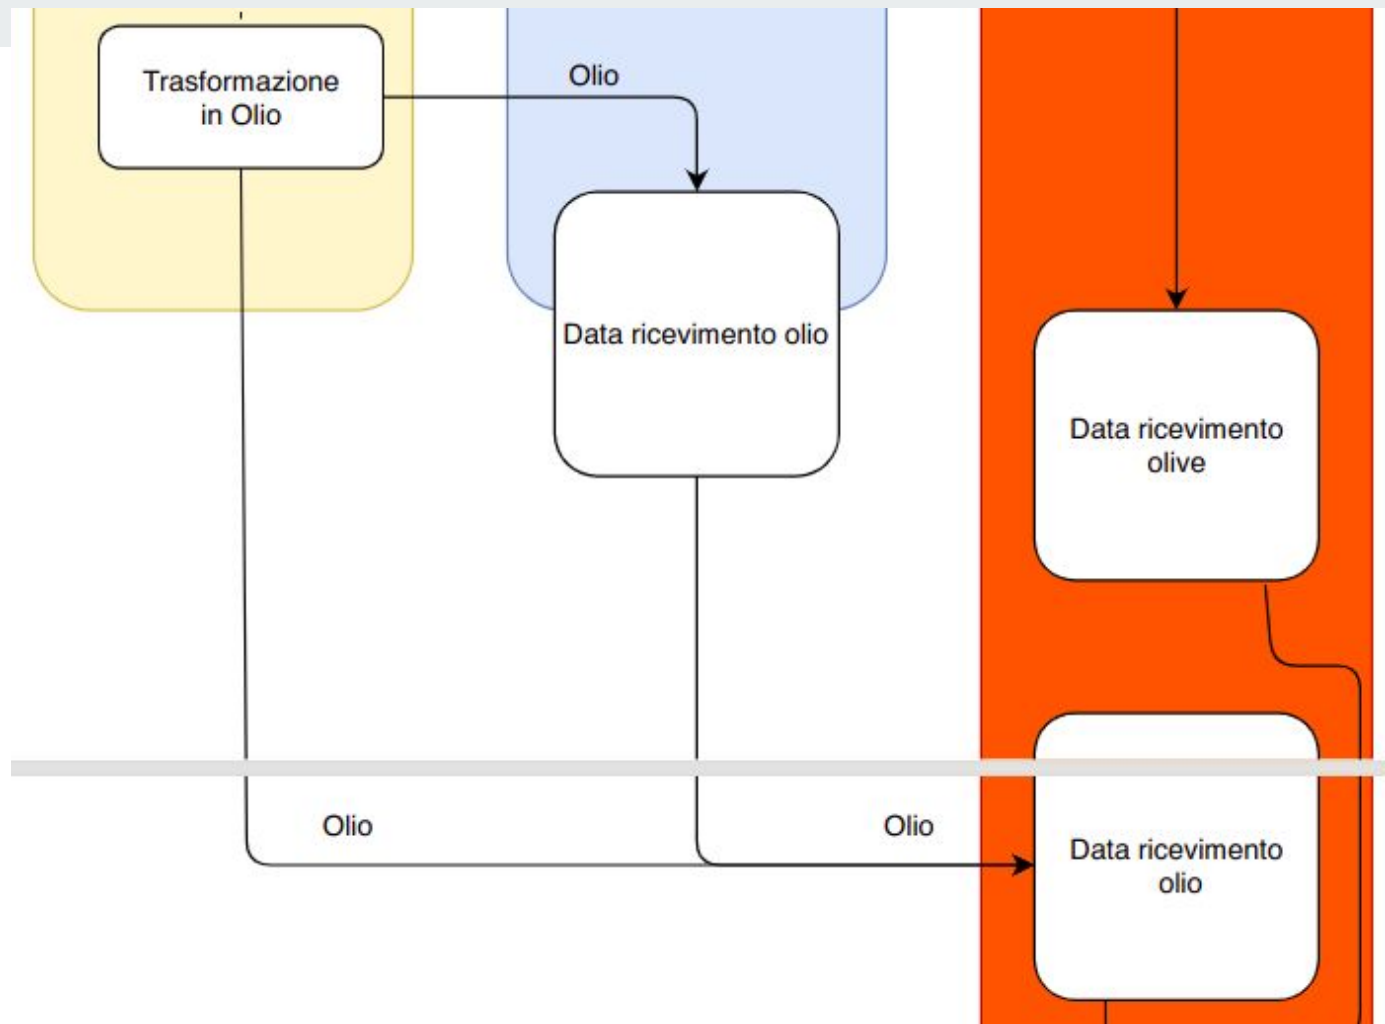 Olio
Trasformazione
in Olio
Data ricevimento olio
Data ricevimento
olive
Olio
Olio
Data ricevimento
olio